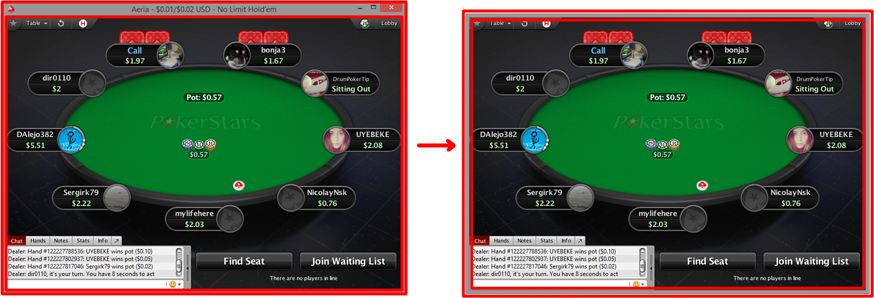 Aeria - $0.01/$0.02 USD - No Limit Hold'em
Table
Lobby
Call
$1.97
bonja3
$1.67
dir0110
$2
DrumPokerTip
Sitting Out
Pot: $0.57
PokerStars
DAlejo382
$5.51
UYEBEKE
$2.08
$0.57
Sergirk79
$2.22
NicolayNsk
$0.76
mylifehere
$2.03
Chat Hands Notes Stats Info
Dealer: Hand #122227788536: UYEBEKE wins pot ($0.10)
Dealer: Hand #122227802937: UYEBEKE wins pot ($0.05)
Dealer: Hand #122227817046: Sergirk79 wins pot ($0.02)
Dealer: dir0110, it's your turn. You have 8 seconds to act
Find Seat
Join Waiting List
There are no players in line
Table
Lobby
Call
$1.97
bonja3
$1.67
dir0110
$2
DrumPokerTip
Sitting Out
Pot: $0.57
PokerStars
DAlejo382
$5.51
UYEBEKE
$2.08
$0.57
Sergirk79
$2.22
NicolayNsk
$0.76
mylifehere
$2.03
Chat Hands Notes Stats Info
Dealer: Hand #122227788536: UYEBEKE wins pot ($0.10)
Dealer: Hand #122227802937: UYEBEKE wins pot ($0.05)
Dealer: Hand #122227817046: Sergirk79 wins pot ($0.02)
Dealer: dir0110, it's your turn. You have 8 seconds to act
Find Seat
Join Waiting List
There are no players in line